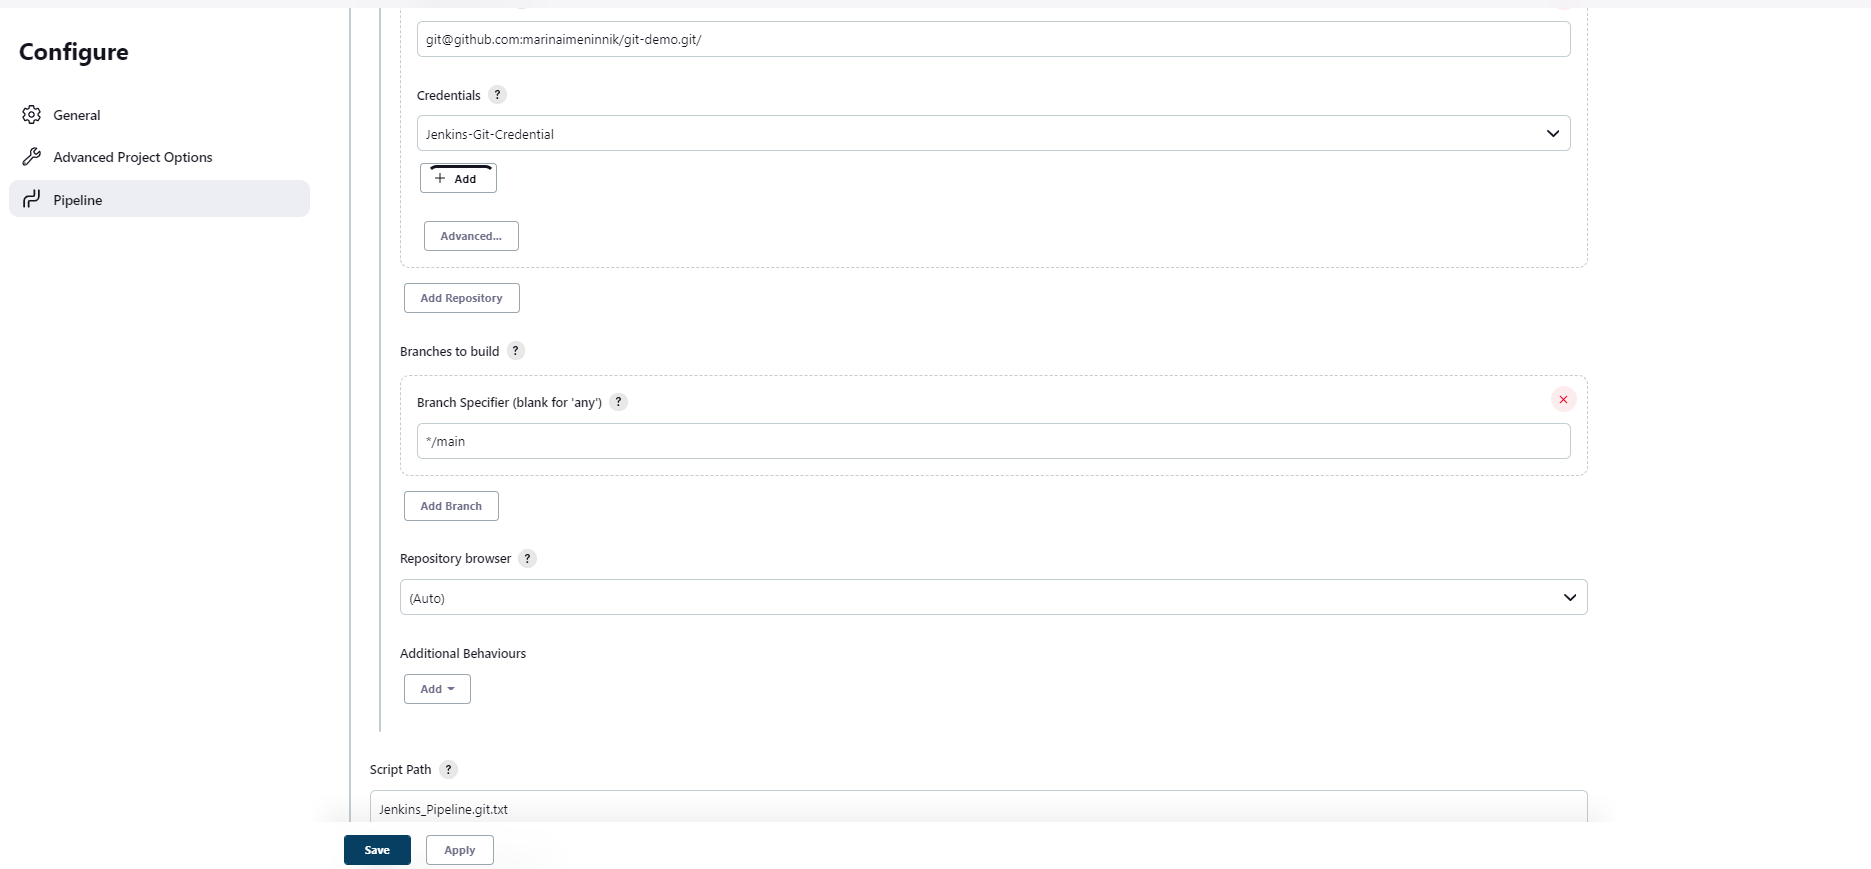 Configure
General
Advanced Project Options
Pipeline
git@github.com:marinaimeninnik/git-demo.git/
Credentials ?
Jenkins-Git-Credential
+ Add
Advanced...
Add Repository
Branches to build ?
Branch Specifier (blank for 'any') ?
*/main
Add Branch
Repository browser ?
(Auto)
Additional Behaviours
Add
Script Path ?
Jenkins_Pipeline.git.txt
Save
Apply